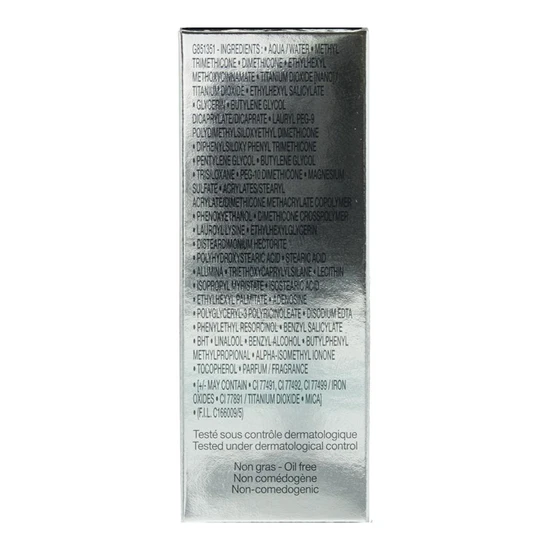 G851351 - INGREDIENTS : • AQUA / WATER • METHYL
TRIMETHICONE • DIMETHICONE • ETHYLHEXYL
METHOXYCINNAMATE • TITANIUM DIOXIDE [NANO] /
TITANIUM DIOXIDE • ETHYLHEXYL SALICYLATE
• GLYCERIN • BUTYLENE GLYCOL
DICAPRYLATE/DICAPRATE • LAURYL PEG-9
POLYDIMETHYLSILOXYETHYL DIMETHICONE
• DIPHENYLSILOXY PHENYL TRIMETHICONE
• PENTYLENE GLYCOL • BUTYLENE GLYCOL
• TRISILOXANE • PEG-10 DIMETHICONE • MAGNESIUM
SULFATE • ACRYLATES/STEARYL
ACRYLATE/DIMETHICONE METHACRYLATE COPOLYMER
• PHENOXYETHANOL • DIMETHICONE CROSSPOLYMER
• LAUROYL LYSINE • ETHYLHEXYLGLYCERIN
• DISTEARDIMONIUM HECTORITE
• POLYHYDROXYSTEARIC ACID • STEARIC ACID
• ALUMINA • TRIETHOXYCAPRYLYLSILANE • LECITHIN
• ISOPROPYL MYRISTATE • ISOSTEARIC ACID
• ETHYLHEXYL PALMITATE • ADENOSINE
• POLYGLYCERYL-3 POLYRICINOLEATE • DISODIUM EDTA
• PHENYLETHYL RESORCINOL • BENZYL SALICYLATE
• BHT • LINALOOL • BENZYL ALCOHOL • BUTYLPHENYL
METHYLPROPIONAL • ALPHA-ISOMETHYL IONONE
• TOCOPHEROL • PARFUM / FRAGRANCE
• [+/- MAY CONTAIN • CI 77491, CI 77492, CI 77499 / IRON
OXIDES • CI 77891 / TITANIUM DIOXIDE • MICA]
• (F.I.L. C166009/5)
Testé sous contrôle dermatologique
Tested under dermatological control
Non gras - Oil free
Non comédogène
Non-comedogenic